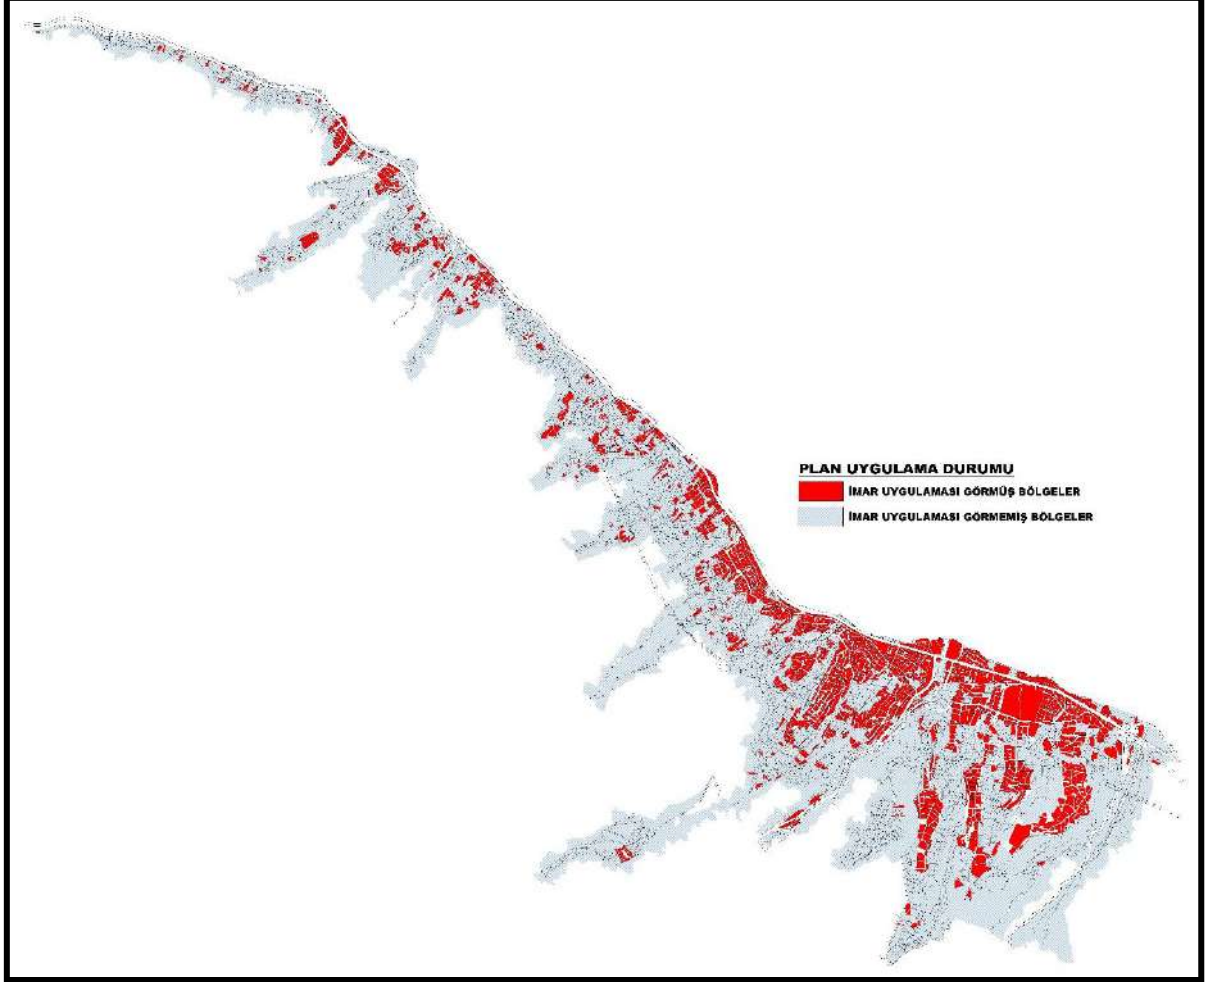 PLAN UYGULAMA DURUMU
İMAR UYGULAMASI GÖRMÜŞ BÖLGELER
İMAR UYGULAMASI GÖRMEMİŞ BÖLGELER